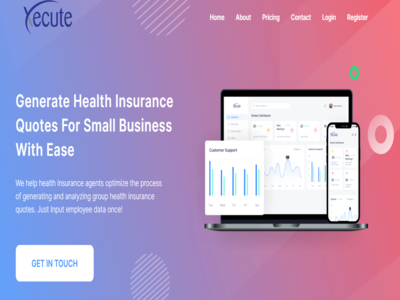 Xecute
Home About Pricing Contact Login Register
Generate Health Insurance
Quotes For Small Business
With Ease
We help health insurance agents optimize the process
of generating and analyzing group health insurance
quotes. Just Input employee data once!
GET IN TOUCH
Customer Support